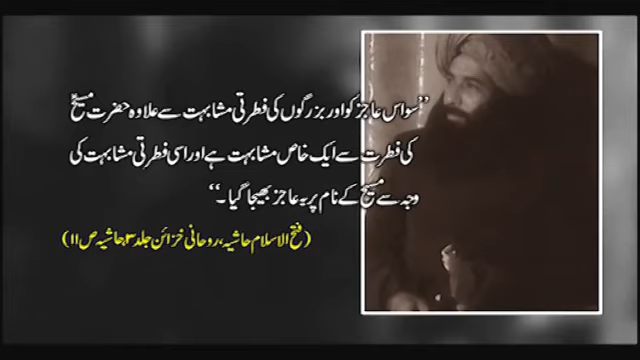 ”سو اس عاجز کو اور بزرگوں کی فطرتی مشابہت سے علاوہ حضرت مسیحؑ
کی فطرت سے ایک خاص مشابہت ہے اور اسی فطرتی مشابہت کی
وجہ سے مسیح کے نام پر یہ عاجز بھیجا گیا۔“
(فتح الاسلام حاشیہ، روحانی خزائن جلد ۳، حاشیہ ص ۱۱)